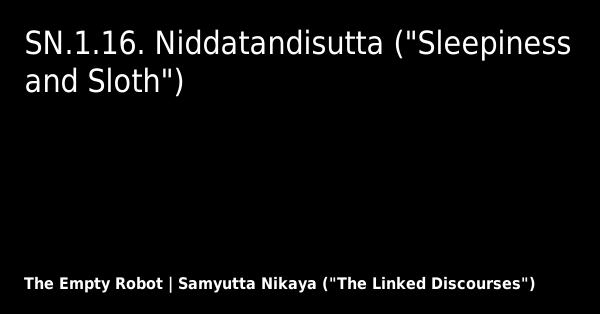 SN.1.16. Niddatandisutta ("Sleepiness
and Sloth")
The Empty Robot | Samyutta Nikaya ("The Linked Discourses")